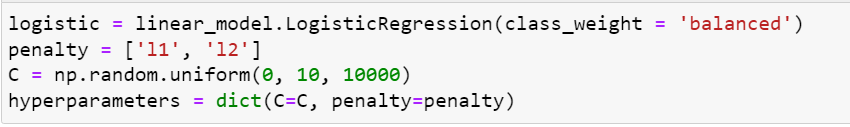 logistic = linear_model.LogisticRegression(class_weight = 'balanced')
penalty = ['l1', 'l2']
C = np.random.uniform(0, 10, 10000)
hyperparameters = dict(C=C, penalty=penalty)